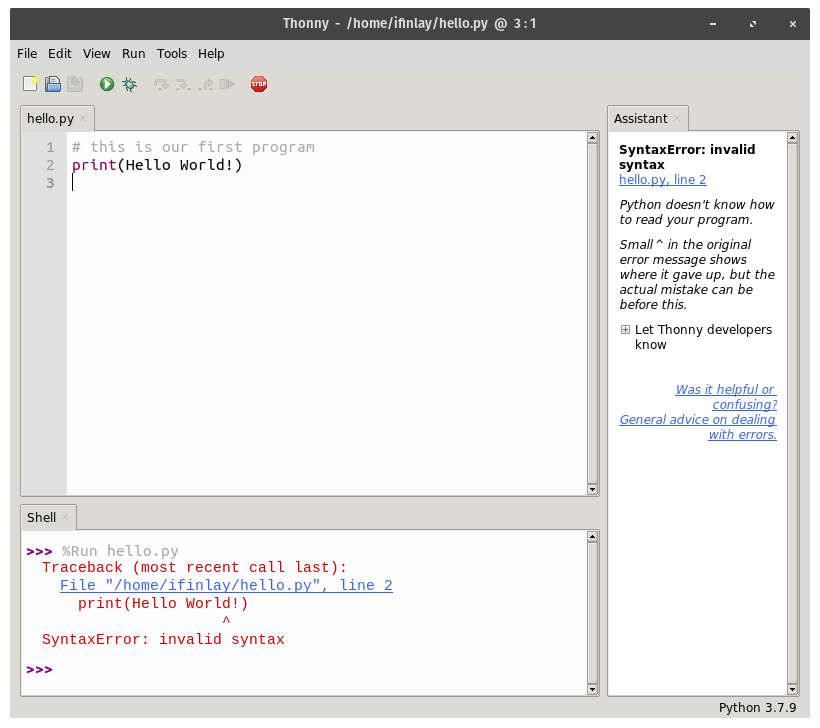 Thonny - /home/ifinlay/hello.py @ 3:1
File Edit View Run Tools Help
STOP
hello.py
1 # this is our first program
2 print(Hello World!)
3
Assistant
SyntaxError: invalid
syntax
hello.py, line 2
Python doesn't know how
to read your program.
Small ^ in the original
error message shows
where it gave up, but the
actual mistake can be
before this.
Let Thonny developers
know
Was it helpful or
confusing?
General advice on dealing
with errors.
Shell
>>> %Run hello.py
Traceback (most recent call last):
File "/home/ifinlay/hello.py", line 2
print(Hello World!)
^
SyntaxError: invalid syntax
>>>
Python 3.7.9